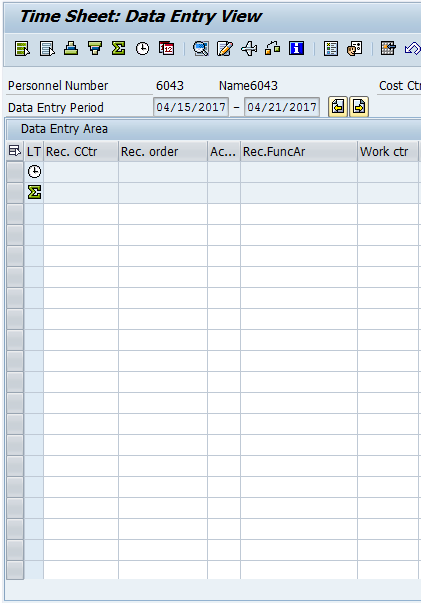 Time Sheet: Data Entry View
Personnel Number 6043 Name6043 Cost Ctr
Data Entry Period 04/15/2017 - 04/21/2017
Data Entry Area
LT Rec. CCtr Rec. order Ac... Rec.FuncAr Work ctr